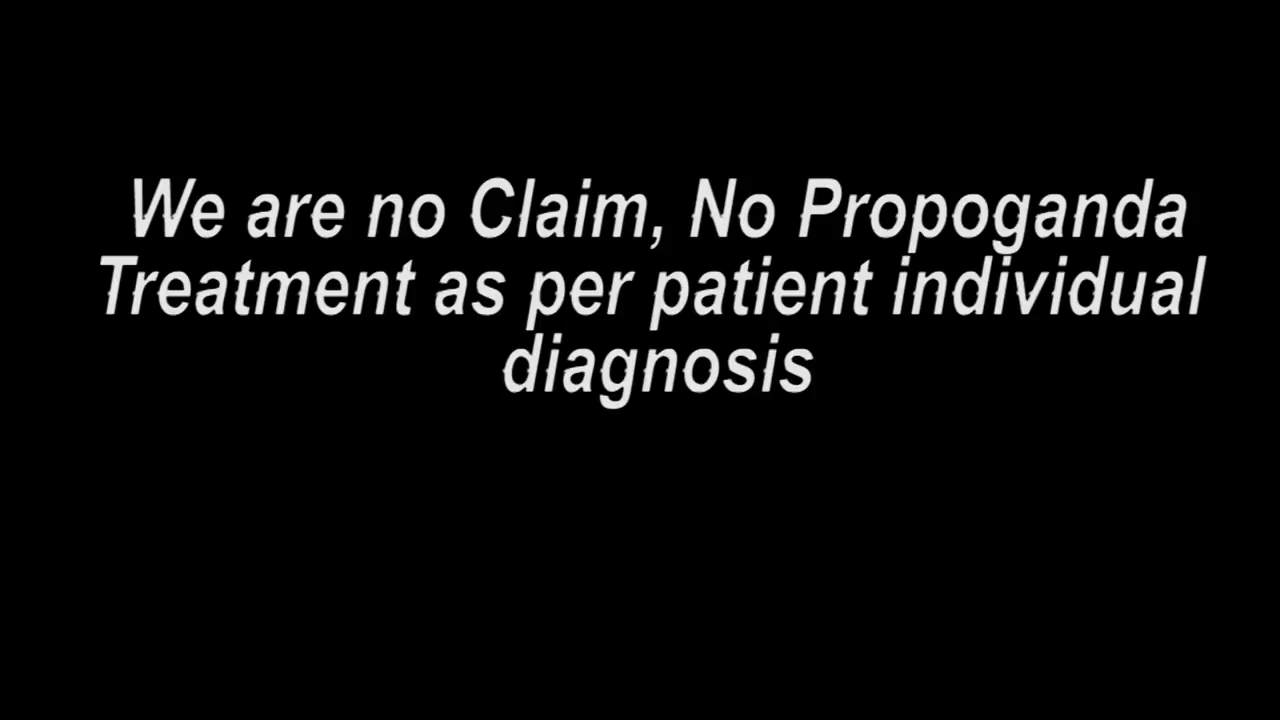 We are no Claim, No Propoganda
Treatment as per patient individual
diagnosis